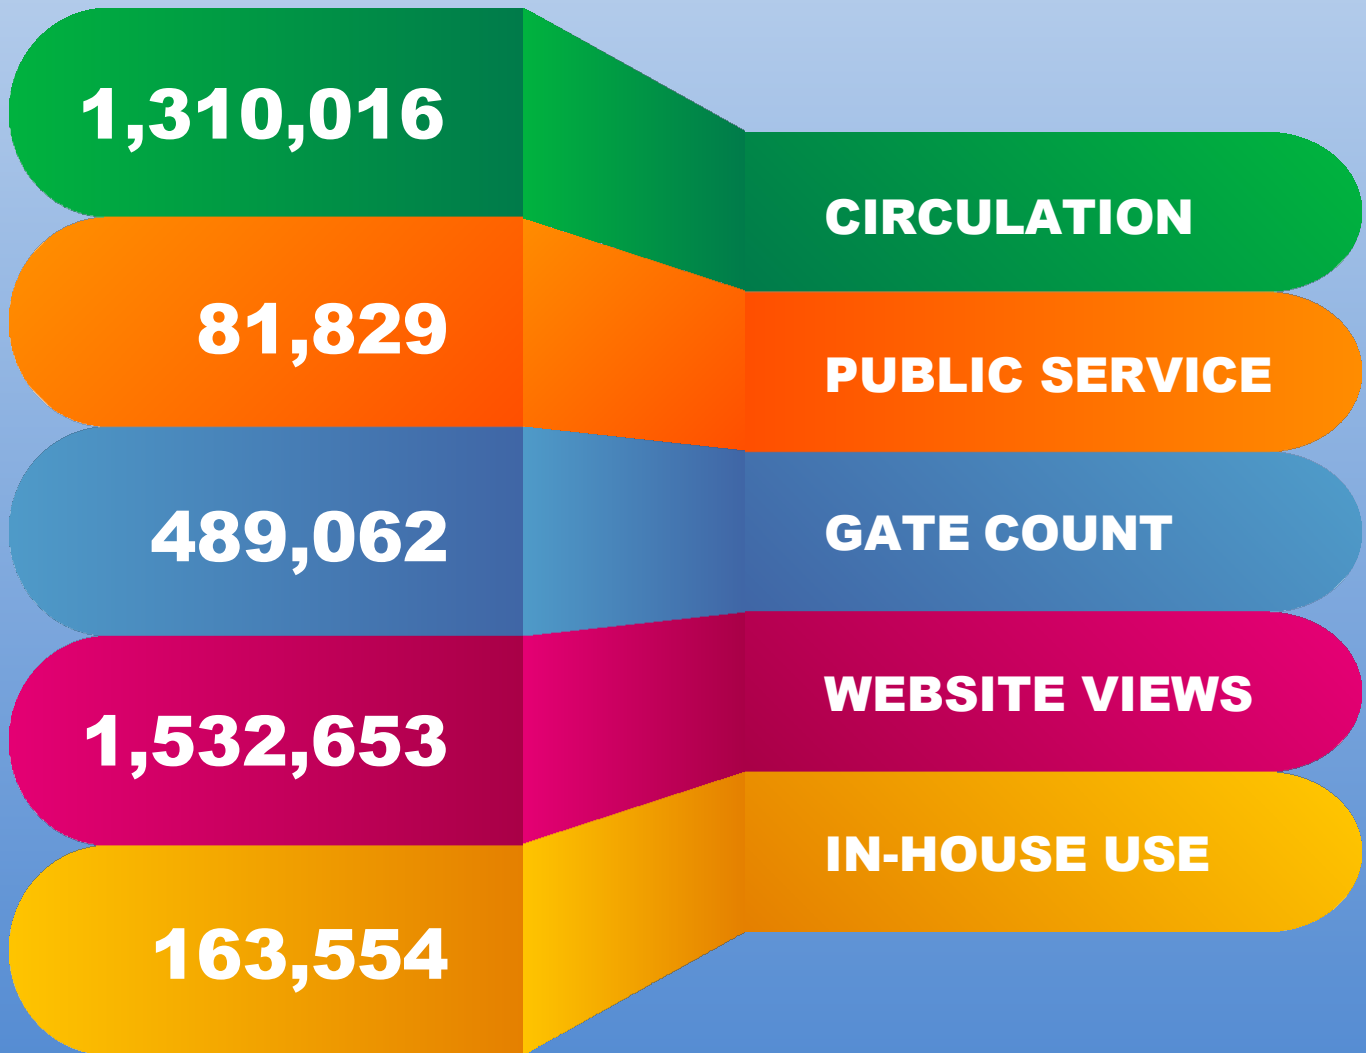 1,310,016
CIRCULATION
81,829
PUBLIC SERVICE
489,062
GATE COUNT
1,532,653
WEBSITE VIEWS
163,554
IN-HOUSE USE